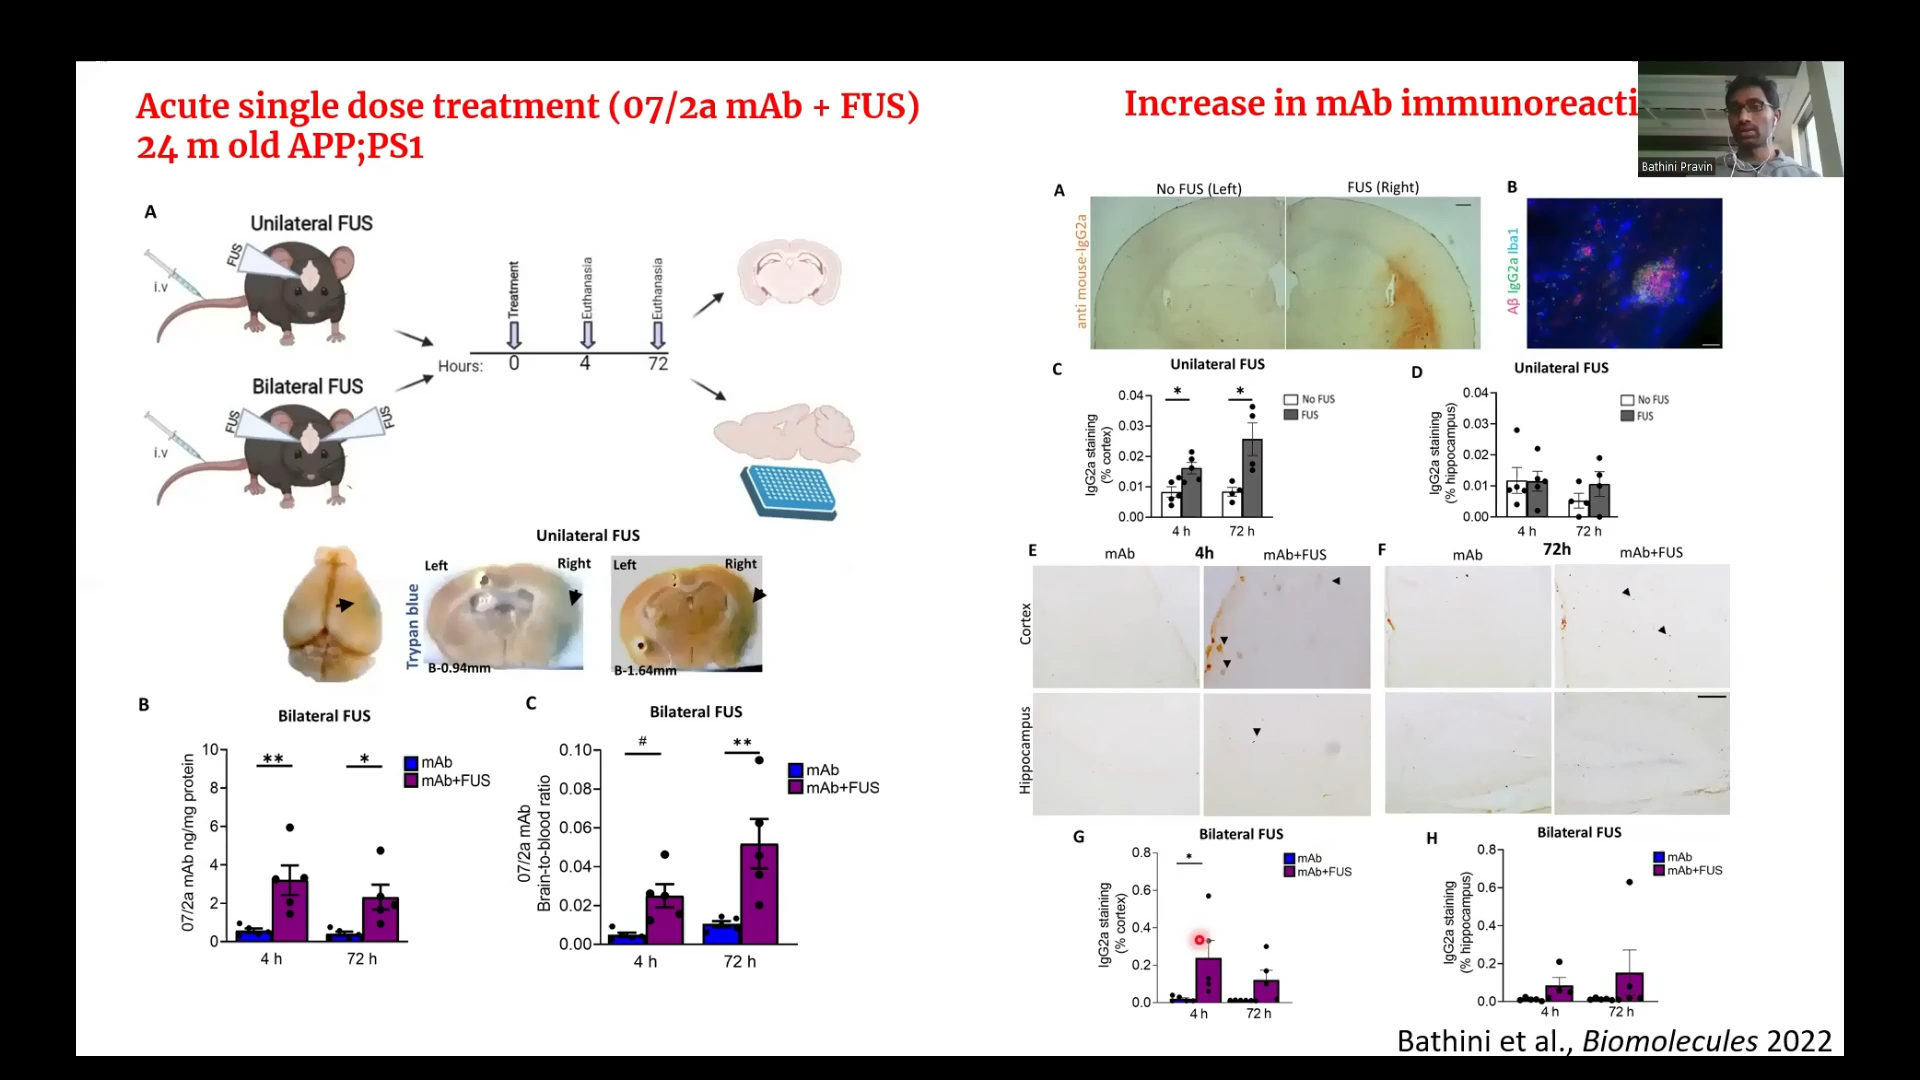 Acute single dose treatment (07/2a mAb + FUS)
24 m old APP;PS1
A
Unilateral FUS
FUS
i.v
Bilateral FUS
FUS
FUS
i.v
Treatment
Euthanasia
Euthanasia
Hours: 0 4 72
Unilateral FUS
Trypan blue
Left
Right
B-0.94mm
Left
Right
B-1.64mm
B
Bilateral FUS
07/2a mAb ng/mg protein
10
8
6
4
2
0
**
*
mAb
mAb+FUS
4 h
72 h
C
Bilateral FUS
07/2a mAb
Brain-to-blood ratio
0.10
0.08
0.06
0.04
0.02
0.00
#
**
mAb
mAb+FUS
4 h
72 h
Increase in mAb immunoreacti
Bathini Pravin
A
No FUS (Left)
FUS (Right)
anti mouse-IgG2a
B
Aβ IgG2a Iba1
C
Unilateral FUS
IgG2a staining
(% cortex)
0.04
0.03
0.02
0.01
0.00
*
*
No FUS
FUS
4 h
72 h
D
Unilateral FUS
IgG2a staining
(% hippocampus)
0.04
0.03
0.02
0.01
0.00
No FUS
FUS
4 h
72 h
E
mAb
4h
mAb+FUS
F
mAb
72h
mAb+FUS
Cortex
Hippocampus
G
Bilateral FUS
IgG2a staining
(% cortex)
0.8
0.6
0.4
0.2
0.0
*
mAb
mAb+FUS
4 h
72 h
H
Bilateral FUS
IgG2a staining
(% hippocampus)
0.8
0.6
0.4
0.2
0.0
mAb
mAb+FUS
4 h
72 h
Bathini et al., Biomolecules 2022